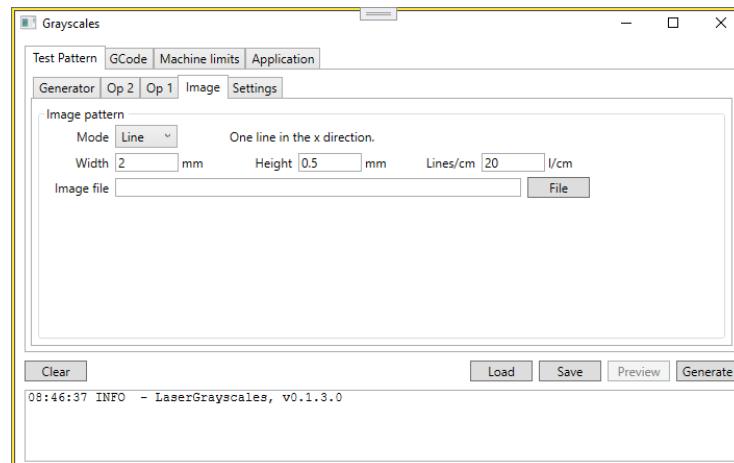 Grayscales
Test Pattern GCode Machine limits Application
Generator Op 2 Op 1 Image Settings
Image pattern
Mode Line One line in the x direction.
Width 2 mm Height 0.5 mm Lines/cm 20 l/cm
Image file File
Clear Load Save Preview Generate
08:46:37 INFO - LaserGrayscales, v0.1.3.0